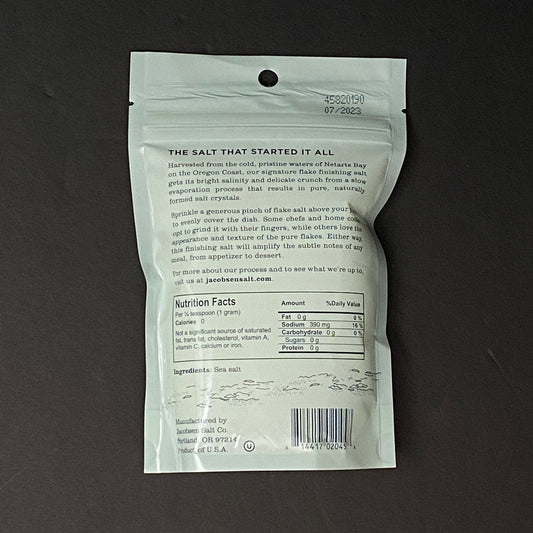 45820190
07/2023
THE SALT THAT STARTED IT ALL
Harvested from the cold, pristine waters of Netarts Bay
on the Oregon Coast, our signature flake finishing salt
gets its bright salinity and delicate crunch from a slow
evaporation process that results in pure, naturally
formed salt crystals.
Sprinkle a generous pinch of flake salt above your
to evenly cover the dish. Some chefs and home
opt to grind it with their fingers, while others love the
appearance and texture of the pure flakes. Either way,
this finishing salt will amplify the subtle notes of any
meal, from appetizer to dessert.
For more about our process and to see what we're up to,
visit us at jacobsensalt.com.
Nutrition Facts
Per ¼ teaspoon (1 gram)
Calories 0
Not a significant source of saturated
fat, trans fat, cholesterol, vitamin A,
vitamin C, calcium or iron.
Amount %Daily Value
Fat 0 g 0 %
Sodium 390 mg 16 %
Carbohydrate 0 g 0 %
Sugars 0 g
Protein 0 g
Ingredients: Sea salt
Manufactured by
Jacobsen Salt Co.
Portland, OR 97214
Product of U.S.A.
U
14417 02045